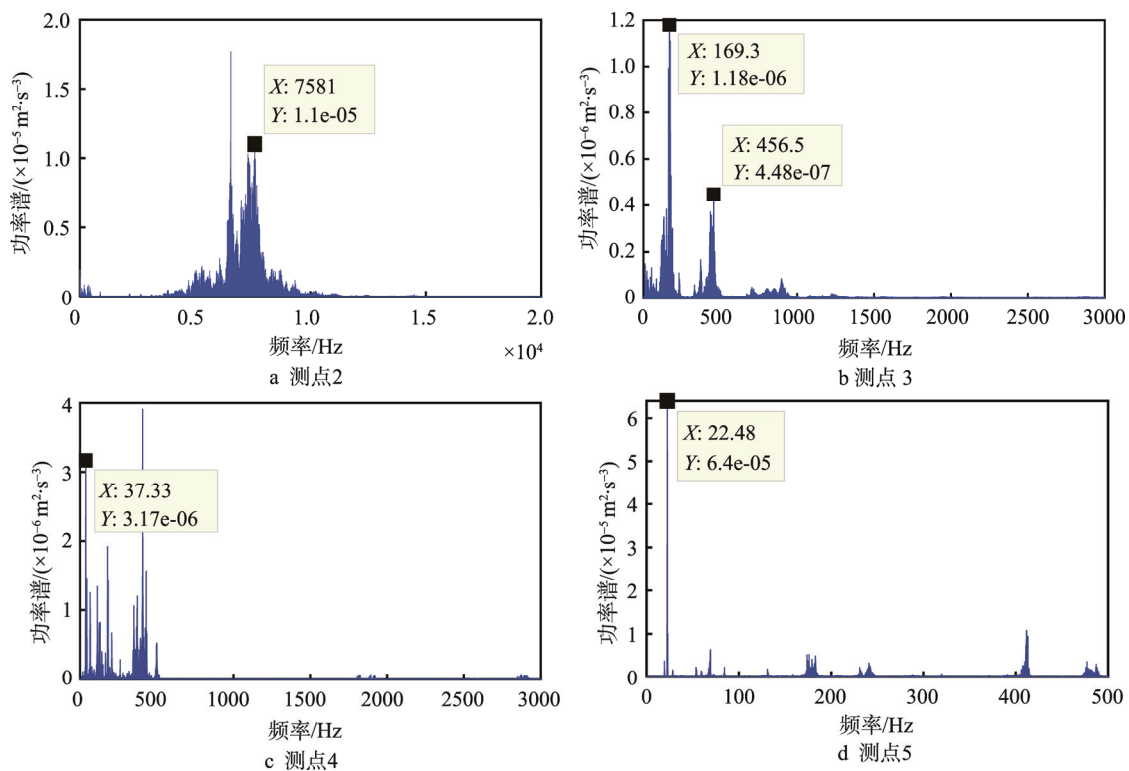 2.0
1.5
1.0
0.5
0
功率谱/(×10⁻⁵ m²·s⁻³)
X: 7581
Y: 1.1e-05
0.5 1.0 1.5 2.0
频率/Hz
×10⁴
a 测点2
1.2
1.0
0.8
0.6
0.4
0.2
0
功率谱/(×10⁻⁶ m²·s⁻³)
X: 169.3
Y: 1.18e-06
X: 456.5
Y: 4.48e-07
0 500 1000 1500 2000 2500 3000
频率/Hz
b 测点 3
4
3
2
1
0
功率谱/(×10⁻⁶ m²·s⁻³)
X: 37.33
Y: 3.17e-06
0 500 1000 1500 2000 2500 3000
频率/Hz
c 测点4
6
5
4
3
2
1
0
功率谱/(×10⁻⁵ m²·s⁻³)
X: 22.48
Y: 6.4e-05
0 100 200 300 400 500
频率/Hz
d 测点5